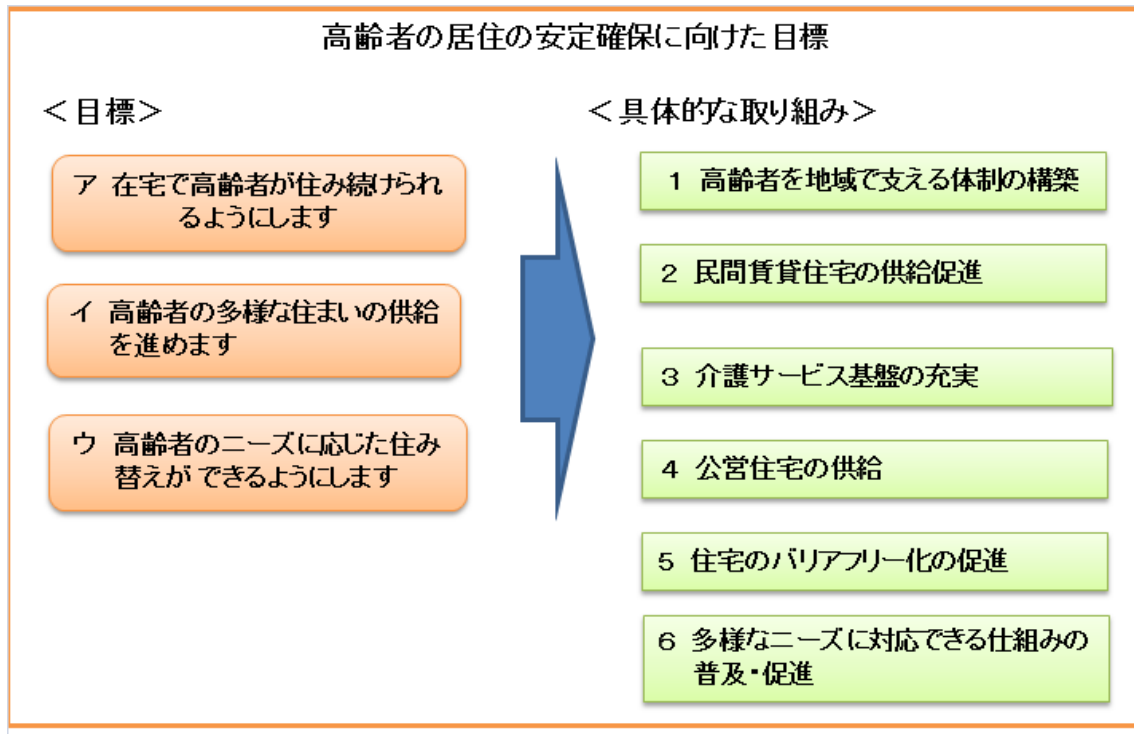 高齢者の居住の安定確保に向けた目標
＜目標＞
ア 在宅で高齢者が住み続けられ
るようにします
イ 高齢者の多様な住まいの供給
を進めます
ウ 高齢者のニーズに応じた住み
替えが できるようにします
＜具体的な取り組み＞
1 高齢者を地域で支える体制の構築
2 民間賃貸住宅の供給促進
3 介護サービス基盤の充実
4 公営住宅の供給
5 住宅のバリアフリー化の促進
6 多様なニーズに対応できる仕組みの
普及・促進